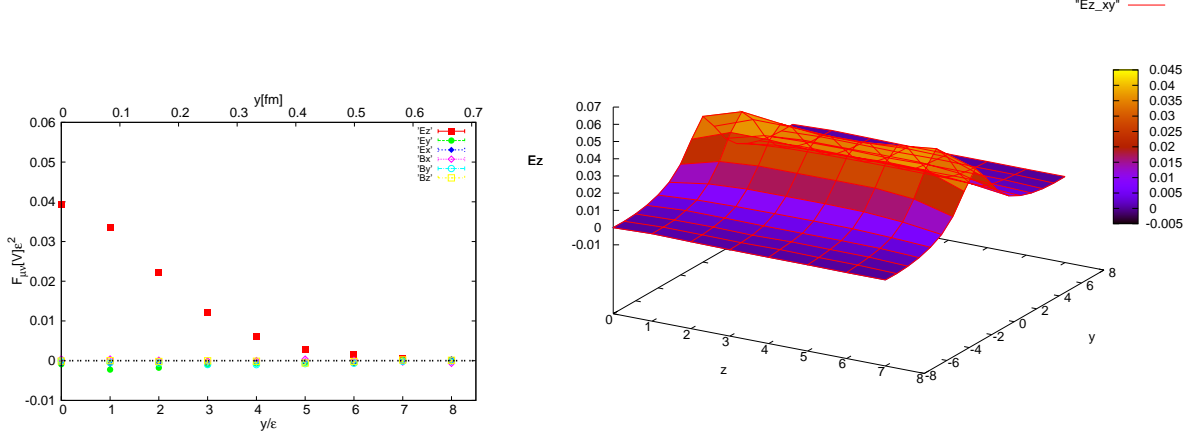 y[fm]
0 0.1 0.2 0.3 0.4 0.5 0.6 0.7
0.06
0.05
0.04
0.03
0.02
0.01
0
-0.01
F_{μν}[V]ε^2
'Ez'
'Ey'
'Ex'
'Bx'
'By'
'Bz'
0 1 2 3 4 5 6 7 8
y/ε
"Ez_xy"
Ez
0.07
0.06
0.05
0.04
0.03
0.02
0.01
0
-0.01
0 1 2 3 4 5 6 7 8
z
-8 -6 -4 -2 0 2 4 6 8
y
0.045
0.04
0.035
0.03
0.025
0.02
0.015
0.01
0.005
0
-0.005